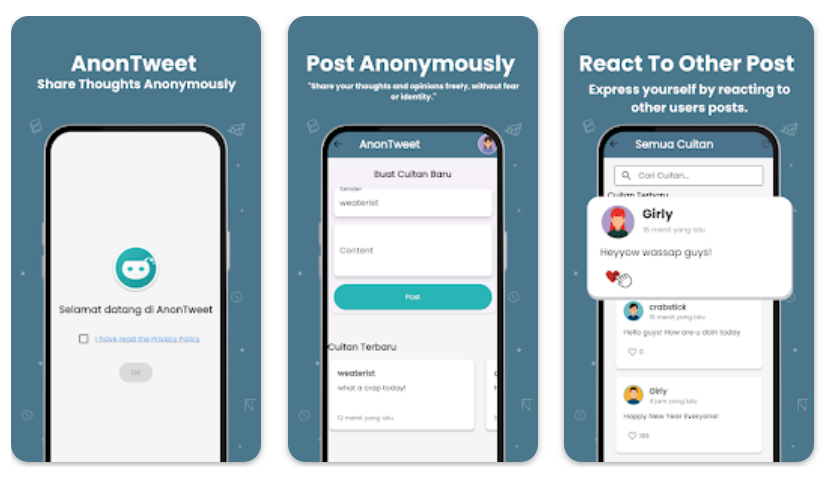 AnonTweet
Share Thoughts Anonymously
Selamat datang di AnonTweet
I have read the Privacy Policy
OK
Post Anonymously
"Share your thoughts and opinions freely, without fear
or identity."
AnonTweet
Buat Cuitan Baru
Sender
weaterist
Content
Post
Cuitan Terbaru
weaterist
what a crap today!
12 menit yang lalu
React To Other Post
Express yourself by reacting to
other users posts.
Semua Cuitan
Cari Cuitan...
Cuitan Terbaru
Girly
15 menit yang lalu
Heyyow wassap guys!
crabstick
16 menit yang lalu
Hello guys! How are u doin today
0
Girly
4 jam yang lalu
Happy New Year Everyone!